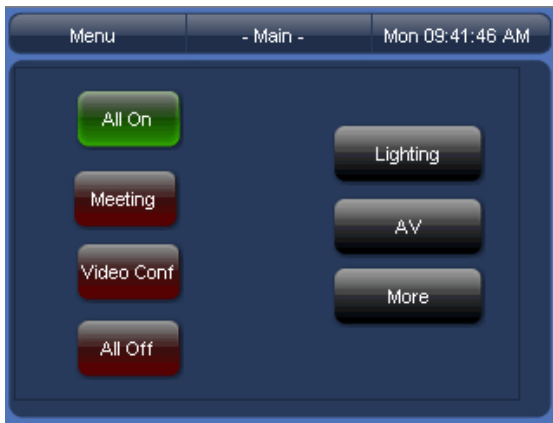 Menu
- Main -
Mon 09:41:46 AM
All On
Meeting
Video Conf
All Off
Lighting
AV
More